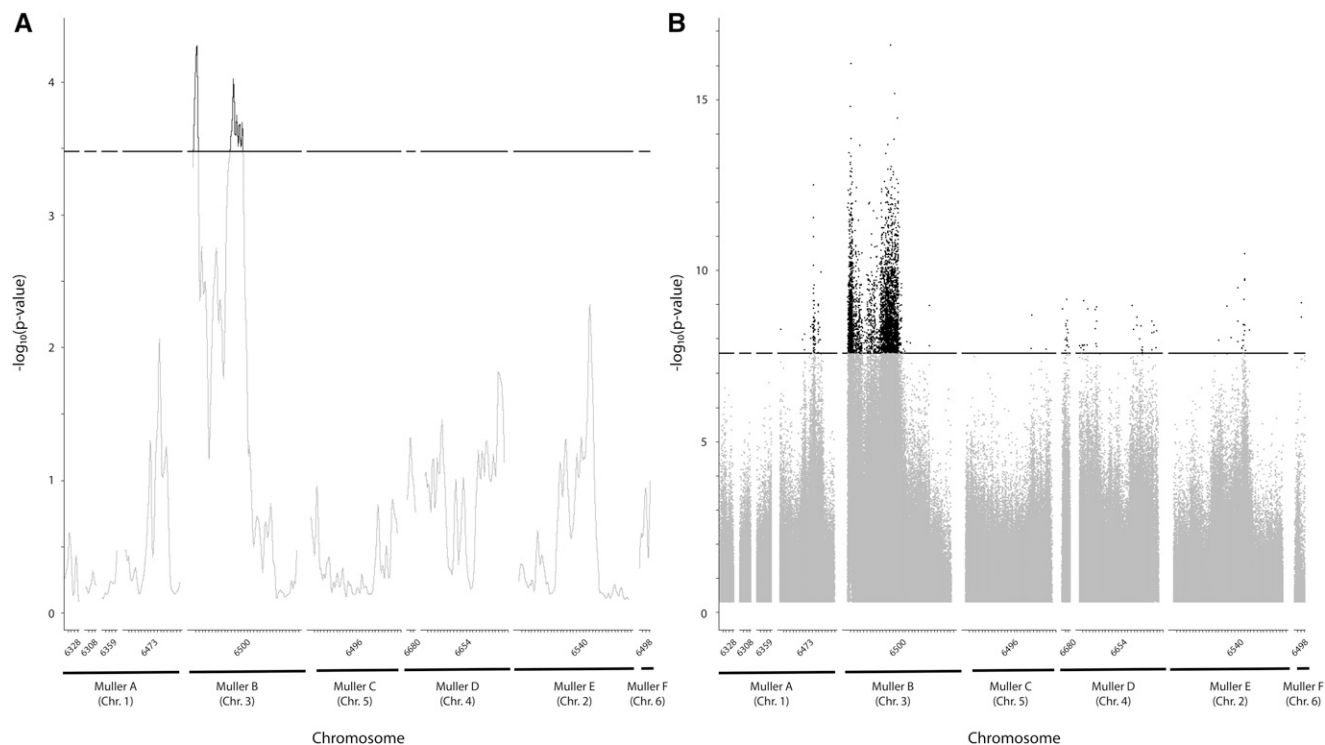 A
-log10(p-value)
4
3
2
1
0
6328 6308 6359 6473 6500 6496 6680 6654 6540 6498
Muller A Muller B Muller C Muller D Muller E Muller F
(Chr. 1) (Chr. 3) (Chr. 5) (Chr. 4) (Chr. 2) (Chr. 6)
Chromosome
B
-log10(p-value)
15
10
5
0
6328 6308 6359 6473 6500 6496 6680 6654 6540 6498
Muller A Muller B Muller C Muller D Muller E Muller F
(Chr. 1) (Chr. 3) (Chr. 5) (Chr. 4) (Chr. 2) (Chr. 6)
Chromosome